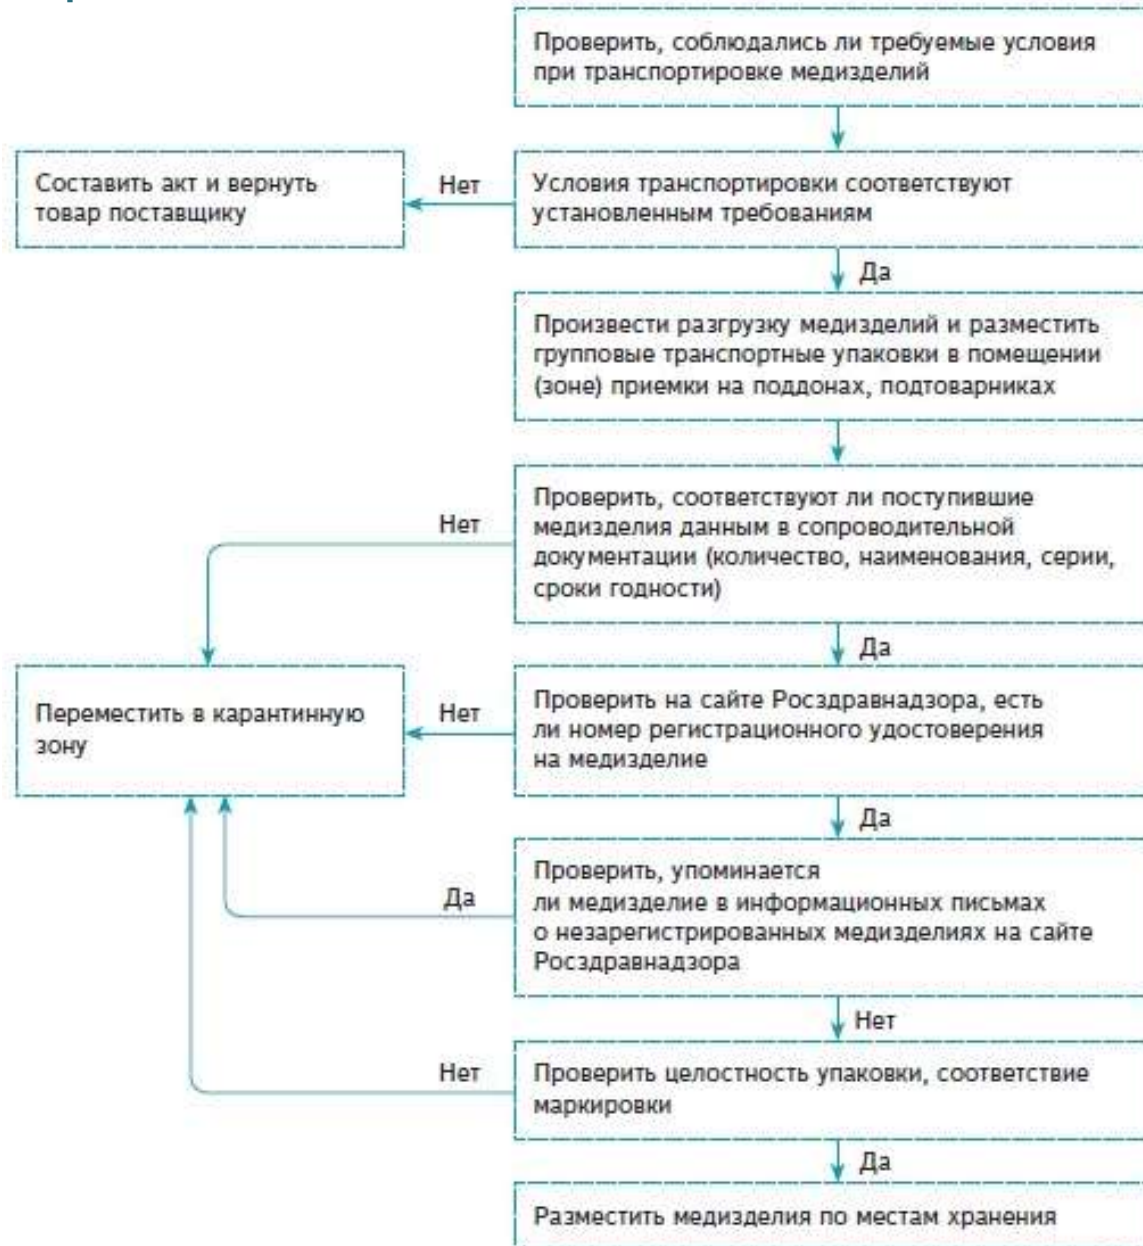 Проверить, соблюдались ли требуемые условия
при транспортировке медизделий
Составить акт и вернуть
товар поставщику
Нет
Условия транспортировки соответствуют
установленным требованиям
Да
Произвести разгрузку медизделий и разместить
групповые транспортные упаковки в помещении
(зоне) приемки на поддонах, подтоварниках
Нет
Проверить, соответствуют ли поступившие
медизделия данным в сопроводительной
документации (количество, наименования, серии,
сроки годности)
Да
Переместить в карантинную
зону
Нет
Проверить на сайте Росздравнадзора, есть
ли номер регистрационного удостоверения
на медизделие
Да
Да
Проверить, упоминается
ли медизделие в информационных письмах
о незарегистрированных медизделиях на сайте
Росздравнадзора
Нет
Нет
Проверить целостность упаковки, соответствие
маркировки
Да
Разместить медизделия по местам хранения